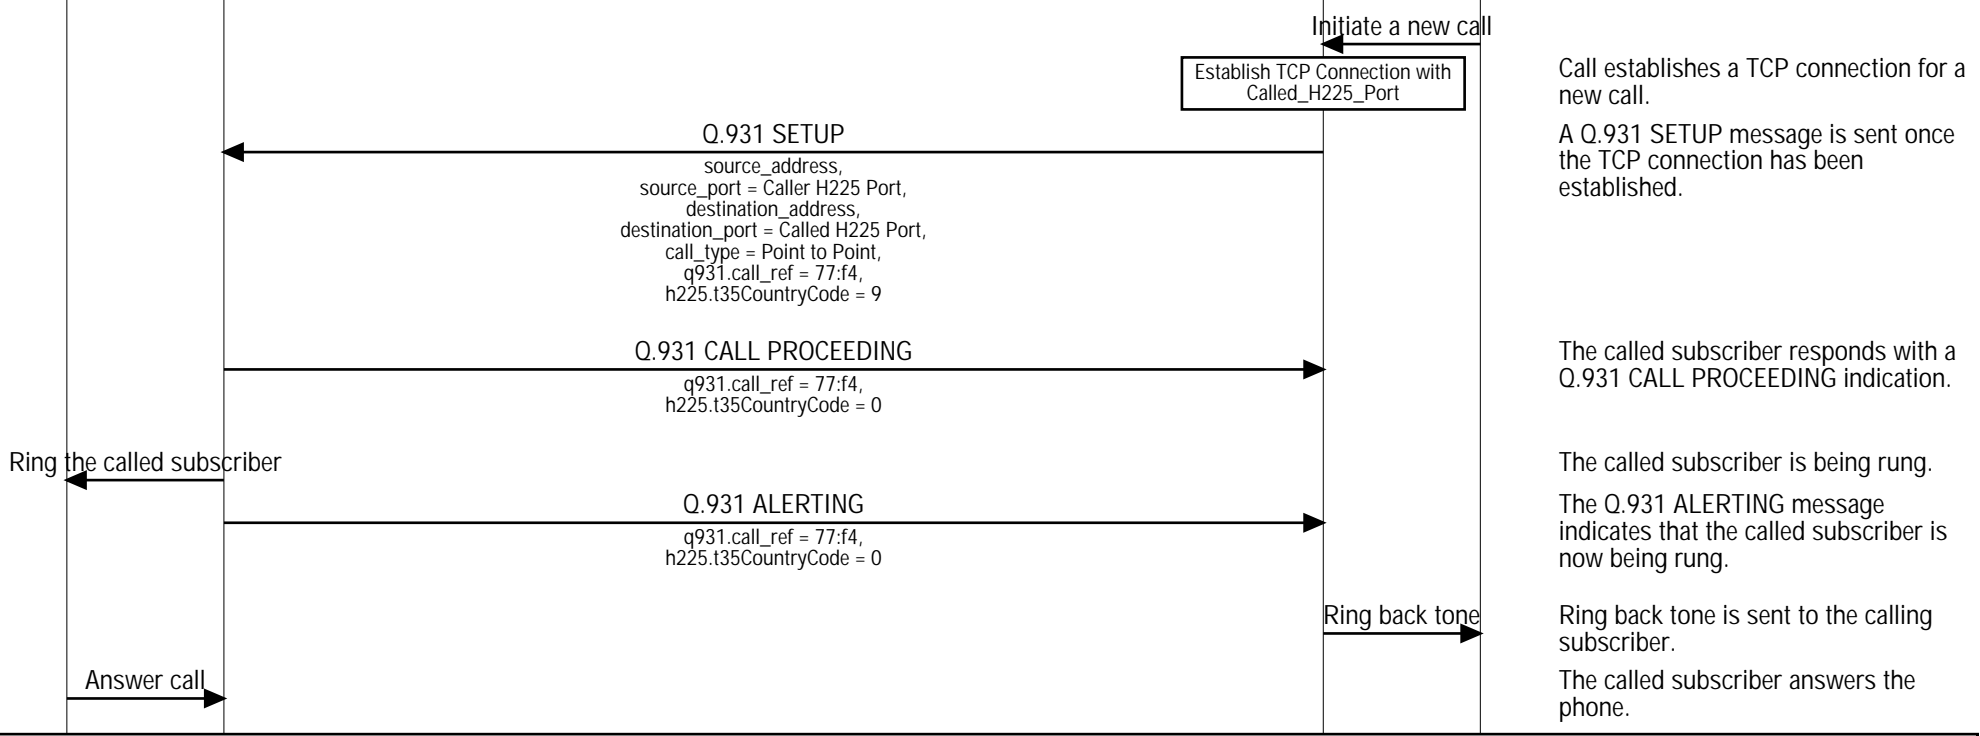 Initiate a new call
Establish TCP Connection with
Called_H225_Port
Call establishes a TCP connection for a
new call.
Q.931 SETUP
source_address,
source_port = Caller H225 Port,
destination_address,
destination_port = Called H225 Port,
call_type = Point to Point,
q931.call_ref = 77:f4,
h225.t35CountryCode = 9
A Q.931 SETUP message is sent once
the TCP connection has been
established.
Q.931 CALL PROCEEDING
q931.call_ref = 77:f4,
h225.t35CountryCode = 0
The called subscriber responds with a
Q.931 CALL PROCEEDING indication.
Ring the called subscriber
The called subscriber is being rung.
Q.931 ALERTING
q931.call_ref = 77:f4,
h225.t35CountryCode = 0
The Q.931 ALERTING message
indicates that the called subscriber is
now being rung.
Ring back tone
Ring back tone is sent to the calling
subscriber.
Answer call
The called subscriber answers the
phone.